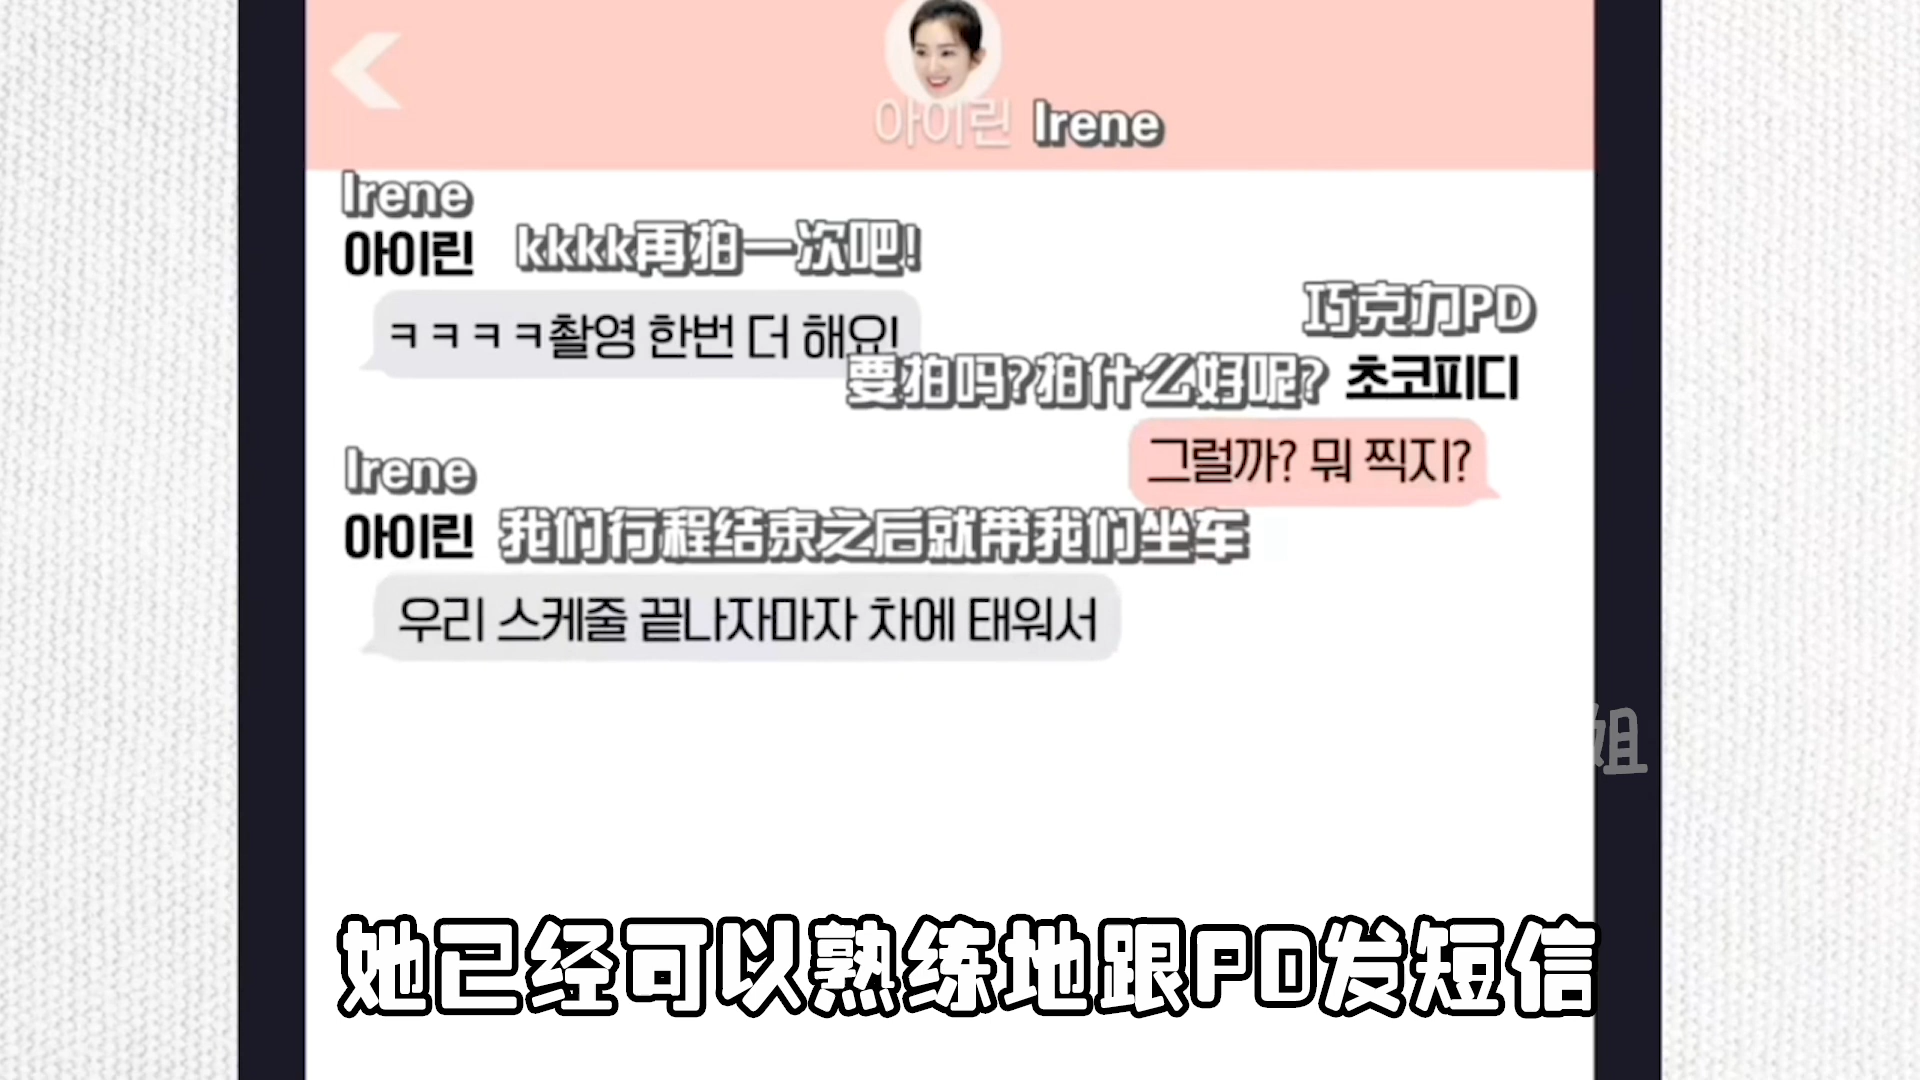 아이린 Irene
Irene
아이린 kkkk再拍一次吧!
ㅋㅋㅋㅋ촬영 한번 더 해요!
巧克力PD
要拍吗?拍什么好呢? 초코피디
그럴까? 뭐 찍지?
Irene
아이린 我们行程结束之后就带我们坐车
우리 스케줄 끝나자마자 차에 태워서
姐
她已经可以熟练地跟PD发短信